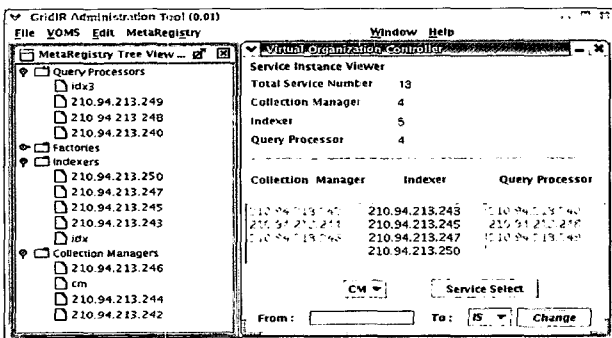 GridIR Administration Tool (0.01)
File VOMS Edit MetaRegistry Window Help
MetaRegistry Tree View ...
Query Processors
idx3
210.94.213.249
210 94 213 248
210.94.213.240
Factories
Indexers
210.94.213.250
210.94.213.247
210.94.213.245
210.94.213.243
idx
Collection Managers
210.94.213.246
cm
210.94.213.244
210.94.213.242
Virtual Organization Controller
Service Instance Viewer
Total Service Number 13
Collection Manager 4
Indexer 5
Query Processor 4
Collection Manager Indexer Query Processor
210.94.213.243
210.94.213.245
210.94.213.247
210.94.213.250
CM Service Select
From: To: IS Change